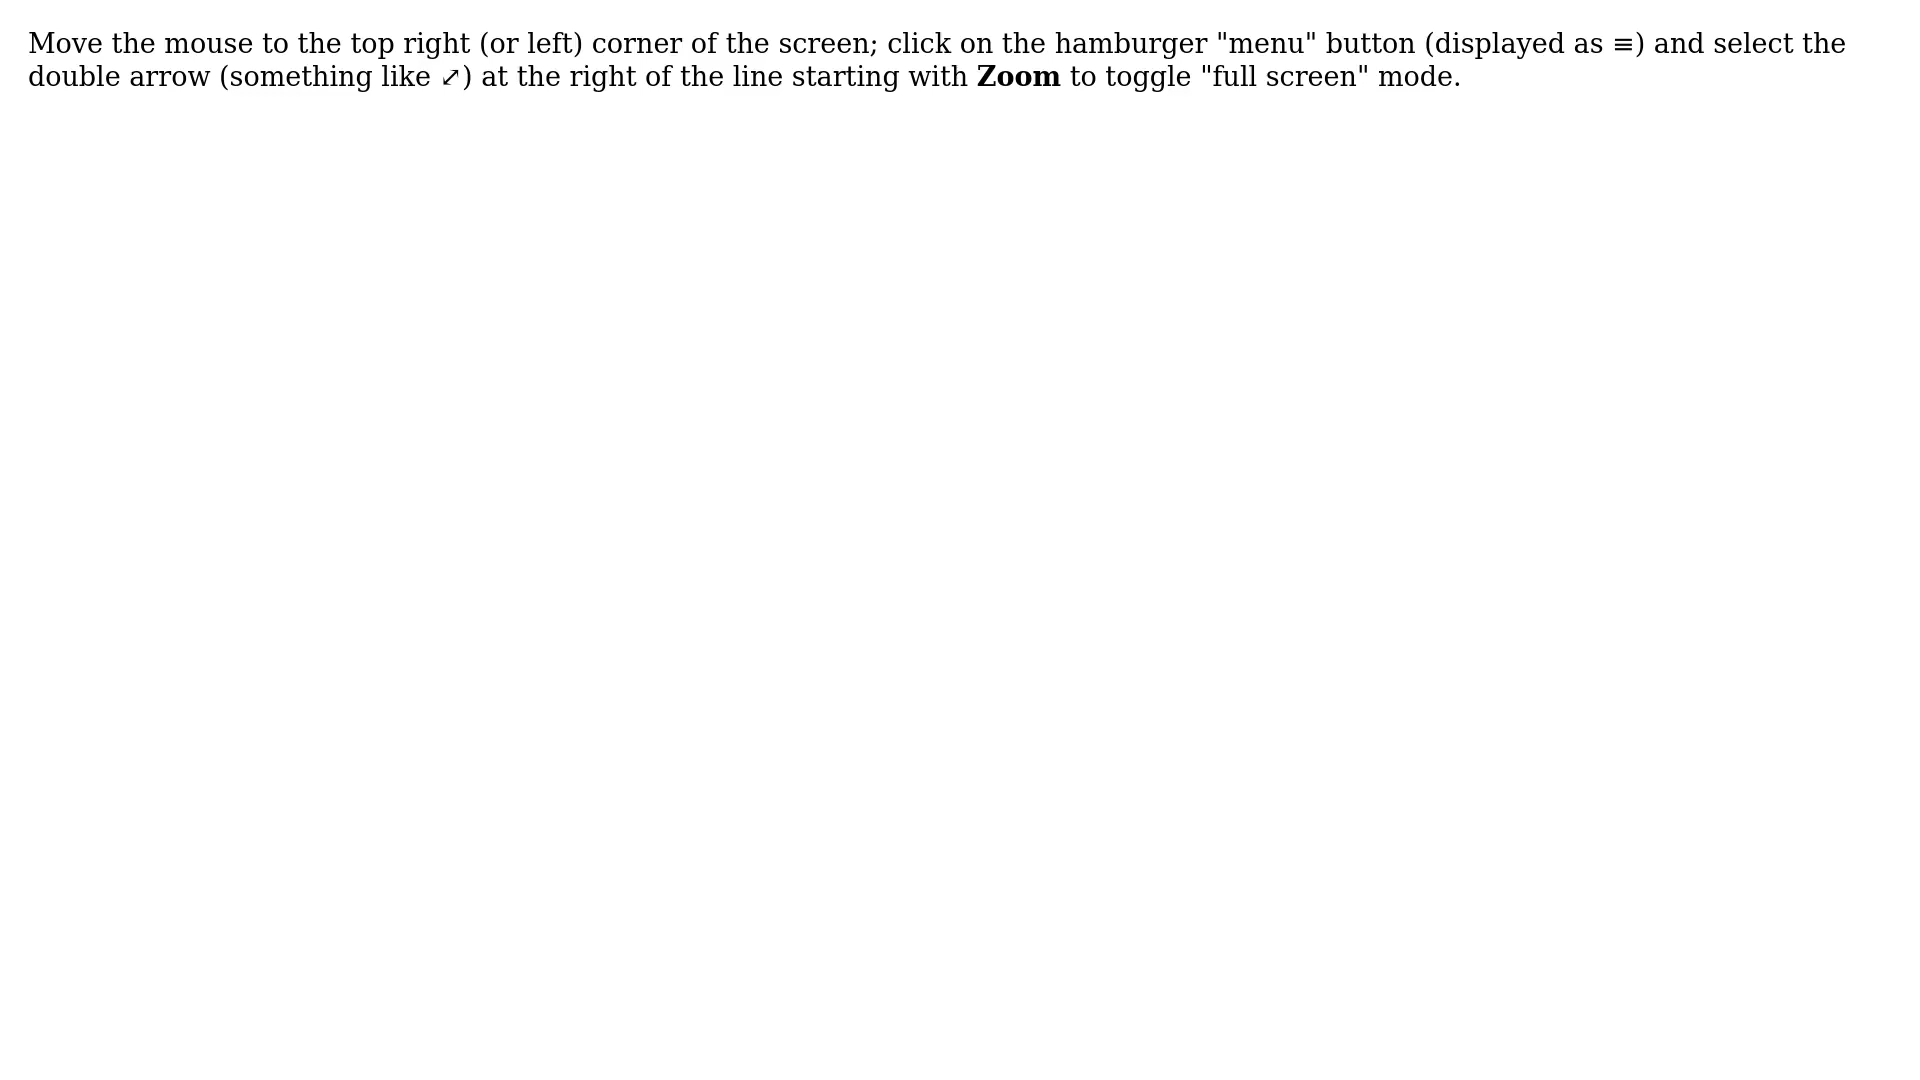 Move the mouse to the top right (or left) corner of the screen; click on the hamburger "menu" button (displayed as ≡) and select the
double arrow (something like ⤢) at the right of the line starting with Zoom to toggle "full screen" mode.